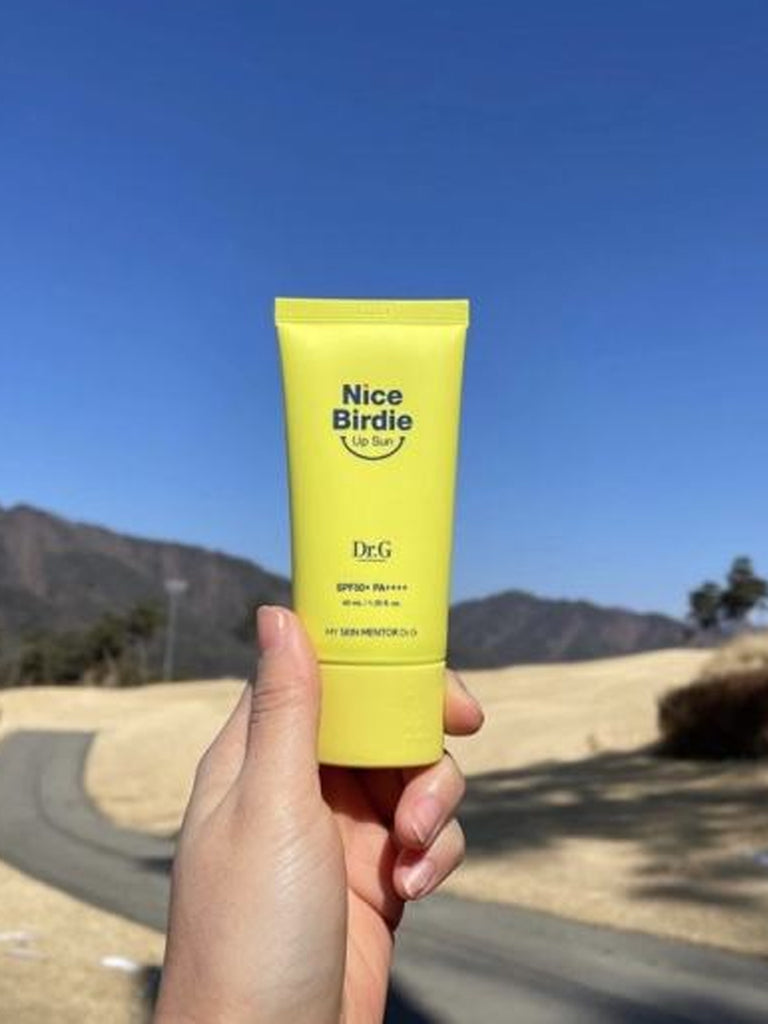 Nice
Birdie
Up Sun
Dr.G
SPF50+ PA++++
MY SKIN MENTOR Dr.G